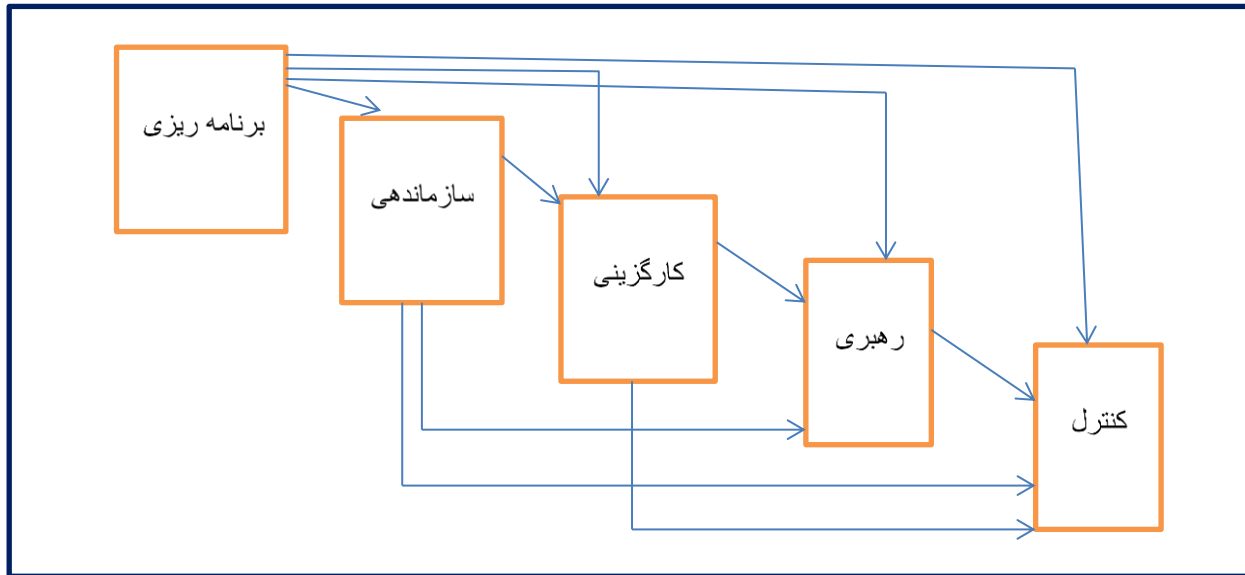 برنامه ریزی
سازماندهی
کارگزینی
رهبری
کنترل